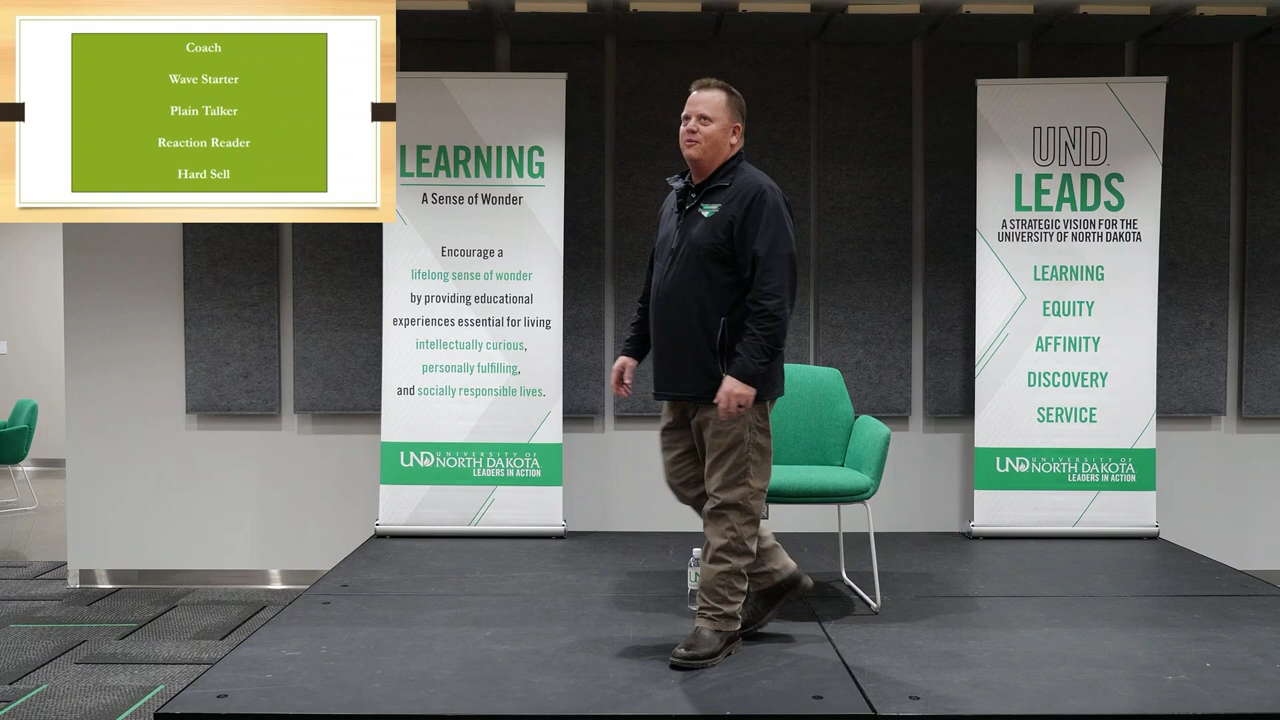 Coach
Wave Starter
Plain Talker
Reaction Reader
Hard Sell
LEARNING
A Sense of Wonder
Encourage a
lifelong sense of wonder
by providing educational
experiences essential for living
intellectually curious,
personally fulfilling,
and socially responsible lives.
UND UNIVERSITY OF
NORTH DAKOTA
LEADERS IN ACTION
UND
LEADS
A STRATEGIC VISION FOR THE
UNIVERSITY OF NORTH DAKOTA
LEARNING
EQUITY
AFFINITY
DISCOVERY
SERVICE
UND UNIVERSITY OF
NORTH DAKOTA
LEADERS IN ACTION